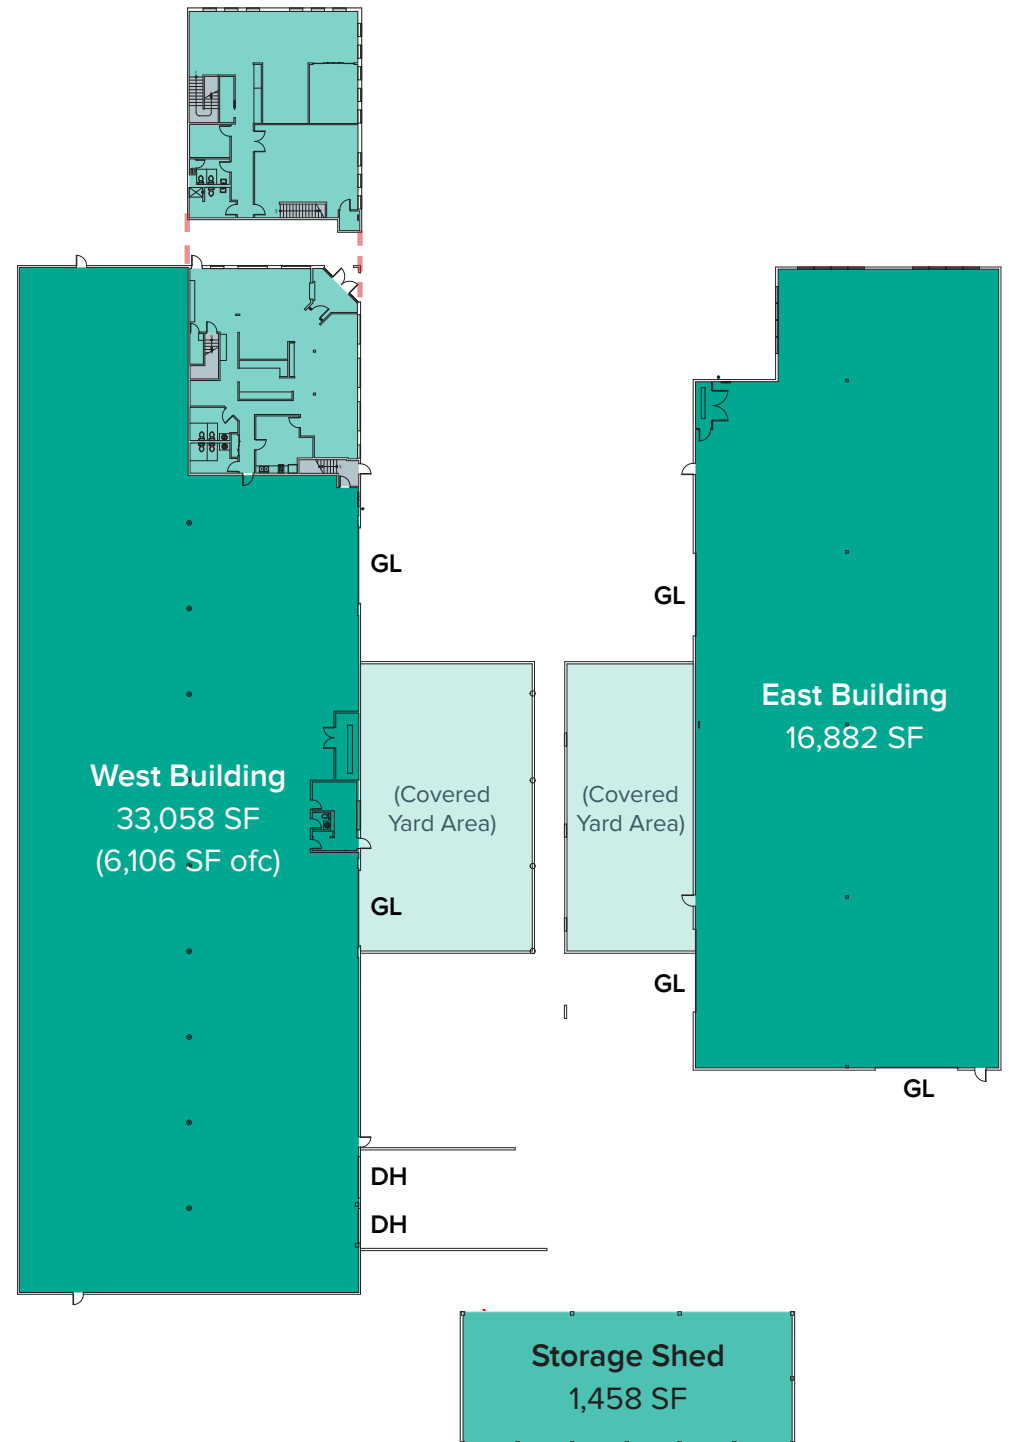 GL
GL
East Building
16,882 SF
West Building
33,058 SF
(6,106 SF ofc)
(Covered
Yard Area)
(Covered
Yard Area)
GL
GL
GL
DH
DH
Storage Shed
1,458 SF